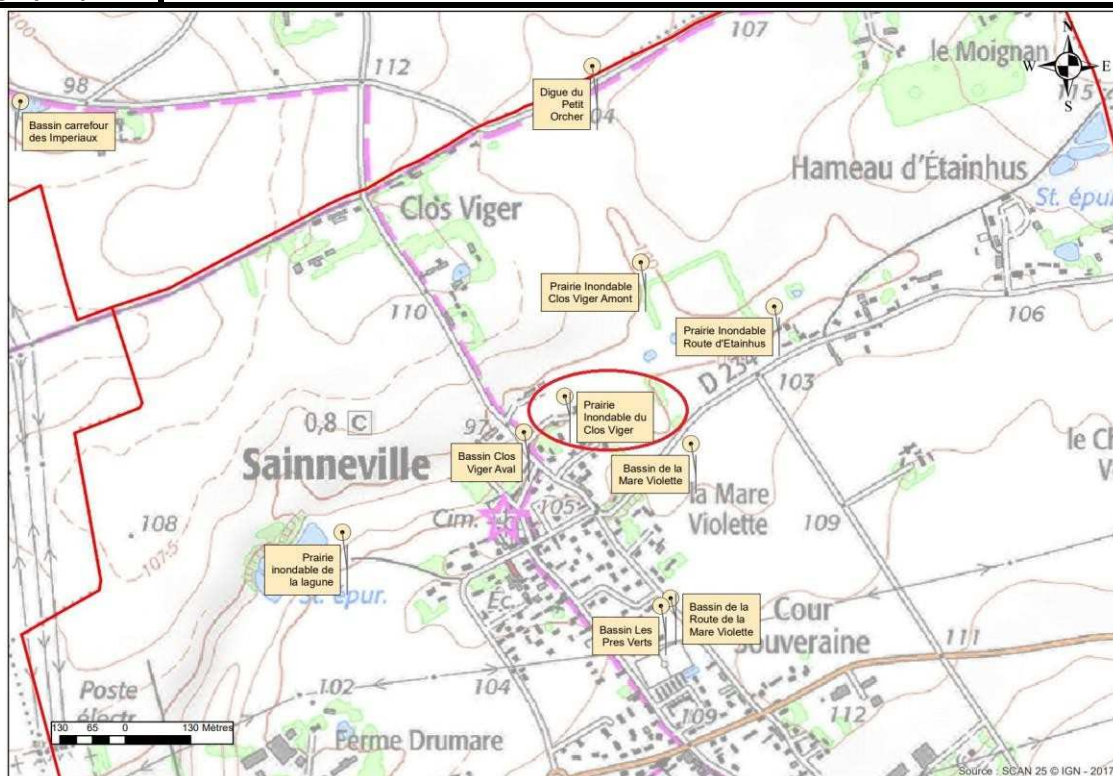 107
N
W E
S
le Moignan
112
98
115
Digue du
Petit
Orcher
04
Bassin carrefour
des Imperiaux
Hameau d'Étainhus
St. épur.
Clos Viger
Prairie Inondable
Clos Viger Amont
110
Prairie Inondable
Route d'Etainhus
106
D 234
103
Prairie
Inondable du
Clos Viger
0,8 C
97
Sainneville
Bassin Clos
Viger Aval
Bassin de la
Mare Violette
la Mare
Violette
Cim.
105
109
108
107.5
Prairie
inondable de
la lagune
St. épur.
Éc.
Bassin de la
Route de la
Mare Violette
Bassin Les
Pres Verts
Cour
Souveraine
111
Poste
électr.
102
104
109
112
130 65 0 130 Mètres
Ferme Drumare
Source : SCAN 25 © IGN - 2017